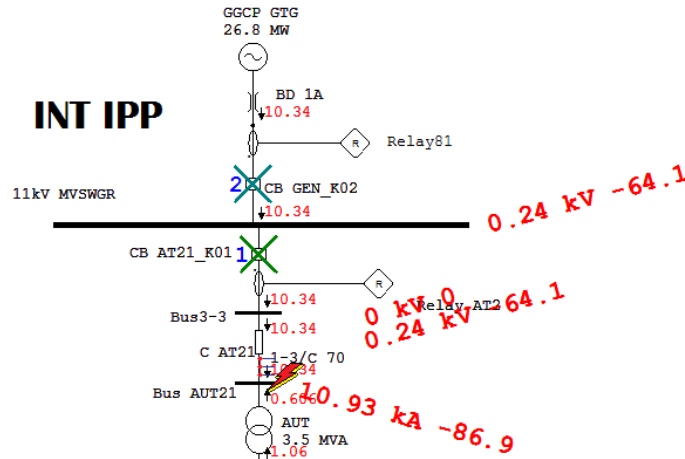 GGCP GTG
26.8 MW
BD 1A
10.34
INT IPP
R
Relay81
2
CB GEN_K02
11kV MVSWGR
10.34
0.24 kV -64.1
CB AT21_K01
1
R
10.34
Relay AT2
0 kV 0
Bus3-3
10.34
0.24 kV -64.1
C AT21
1-3/C 70
Bus AUT21
0.606
10.93 kA -86.9
AUT
3.5 MVA
1.06